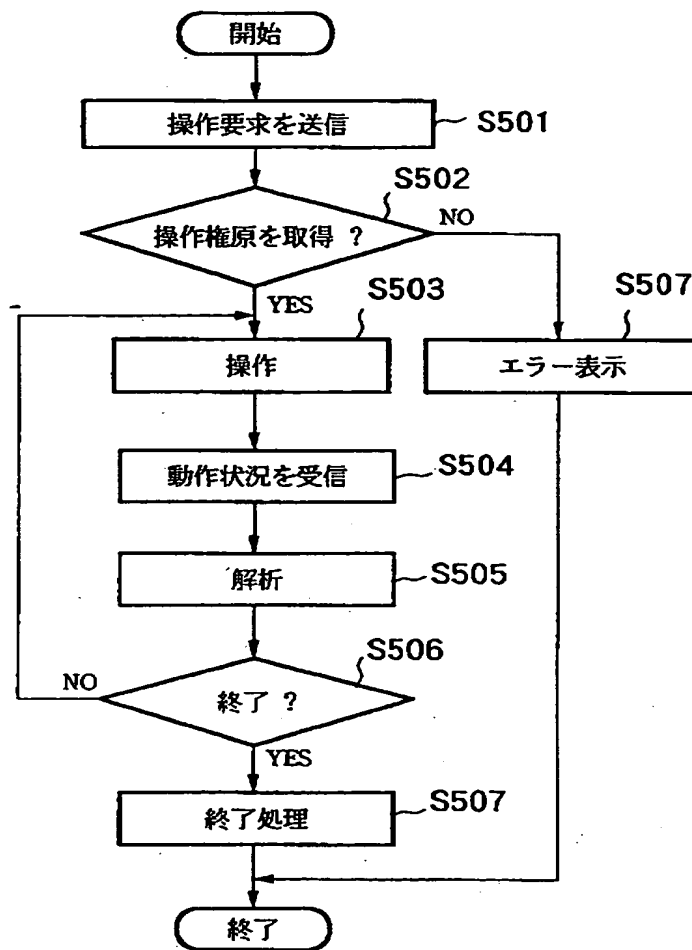 開始
操作要求を送信
S501
S502
操作権原を取得 ?
NO
YES
S503
S507
操作
エラー表示
動作状況を受信
S504
解析
S505
S506
NO
終了 ?
YES
終了処理
S507
終了